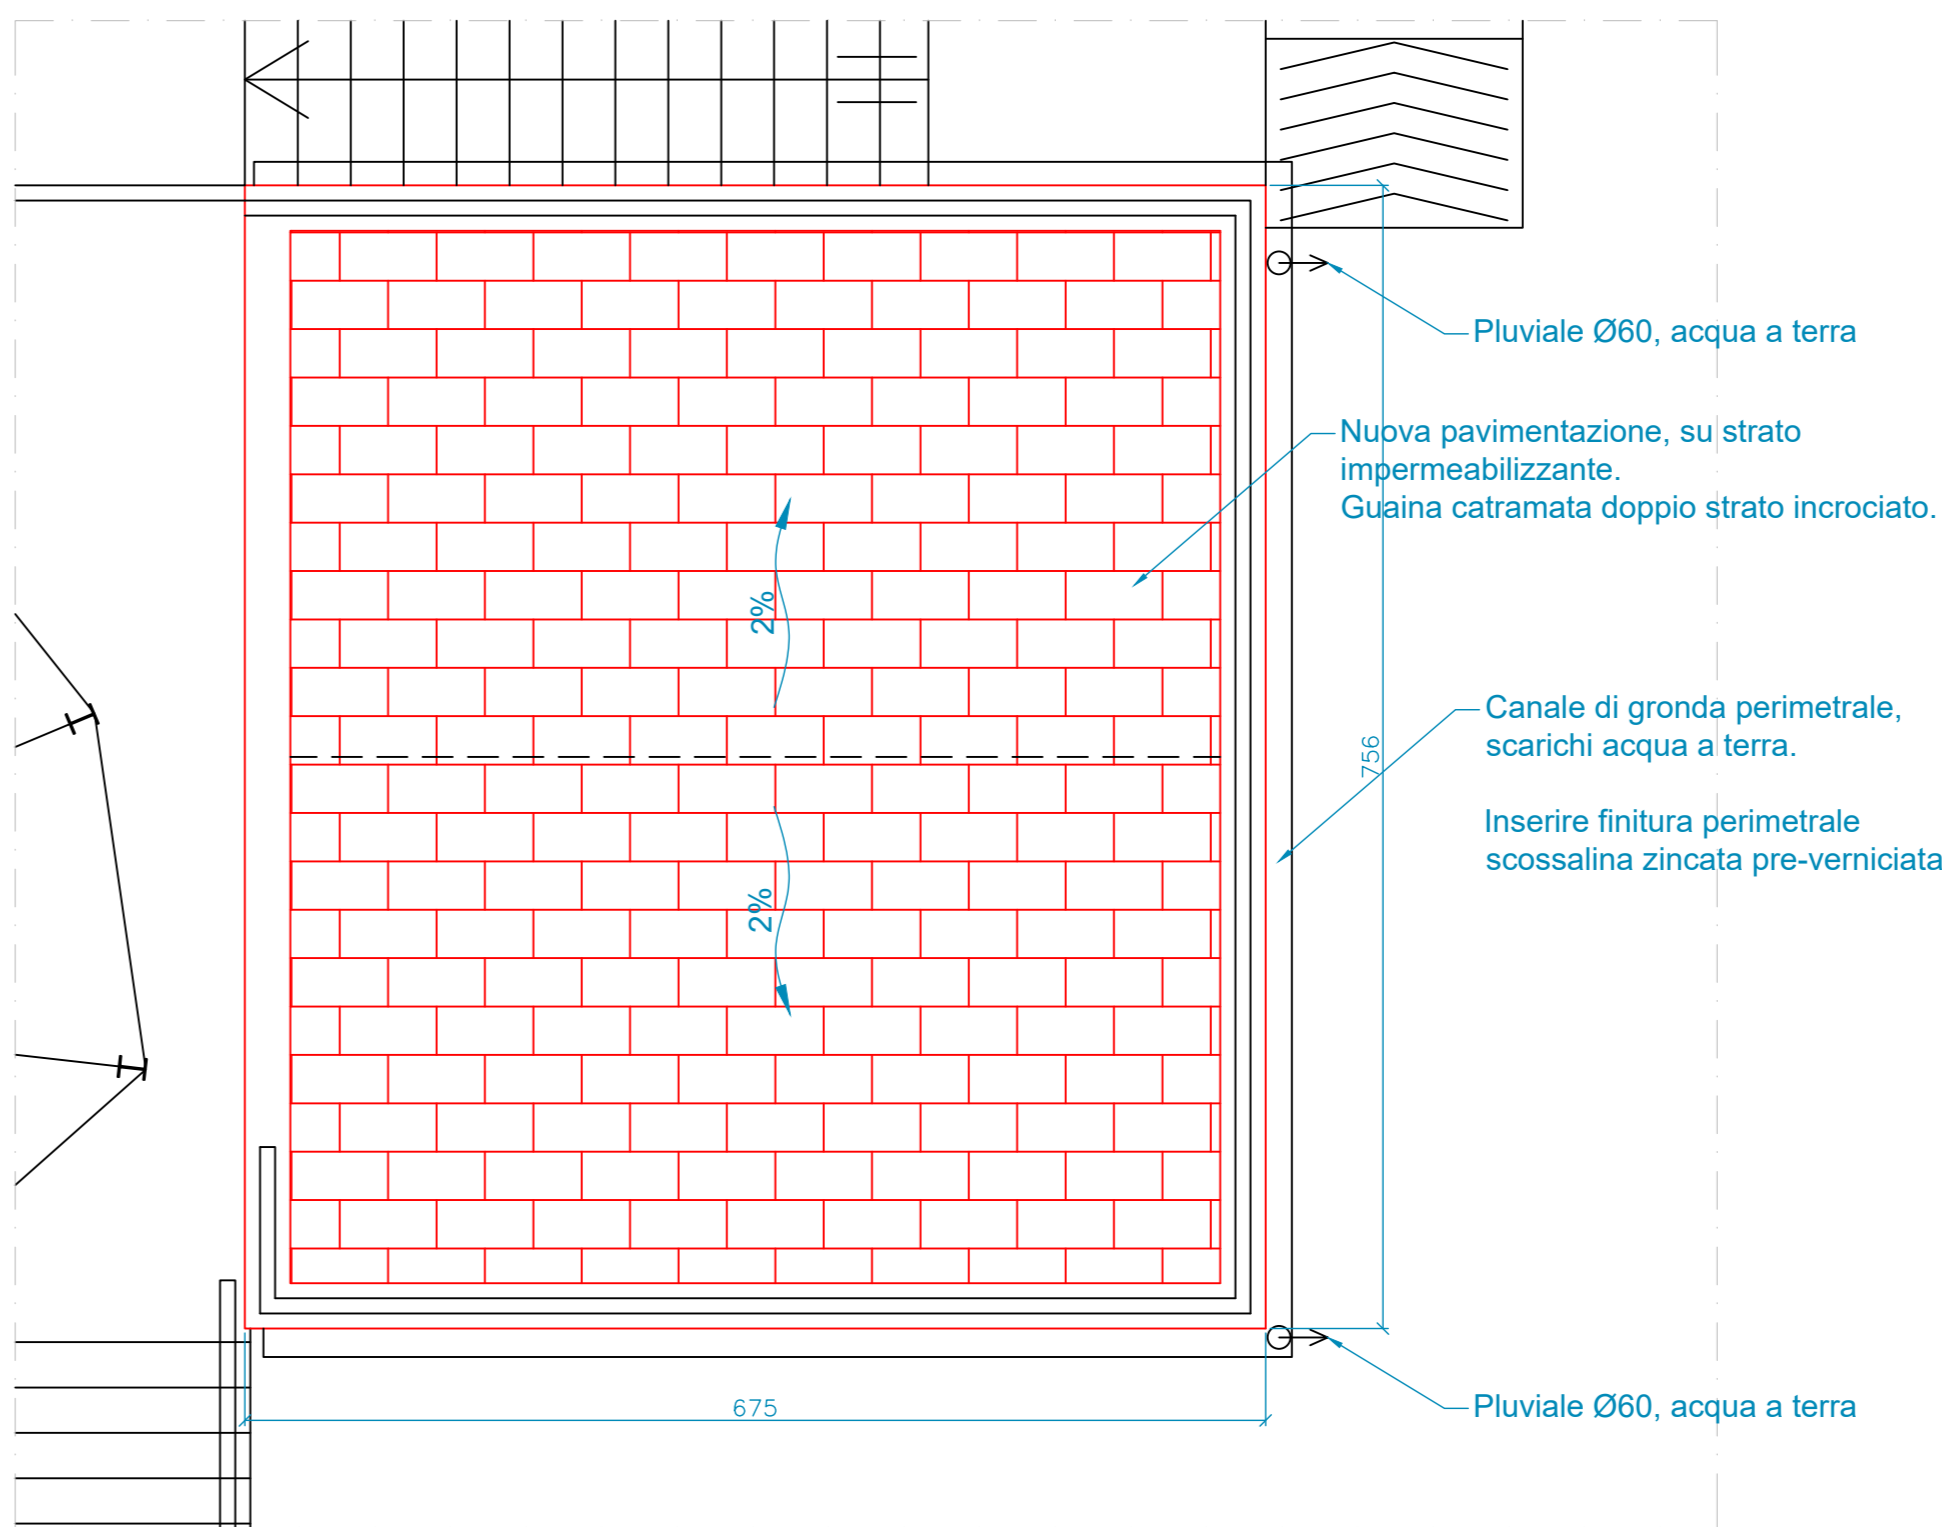 Pluviale Ø60, acqua a terra
Nuova pavimentazione, su strato
impermeabilizzante.
Guaina catramata doppio strato incrociato.
2%
Canale di gronda perimetrale,
scarichi acqua a terra.
756
Inserire finitura perimetrale
scossalina zincata pre-verniciata
2%
675
Pluviale Ø60, acqua a terra